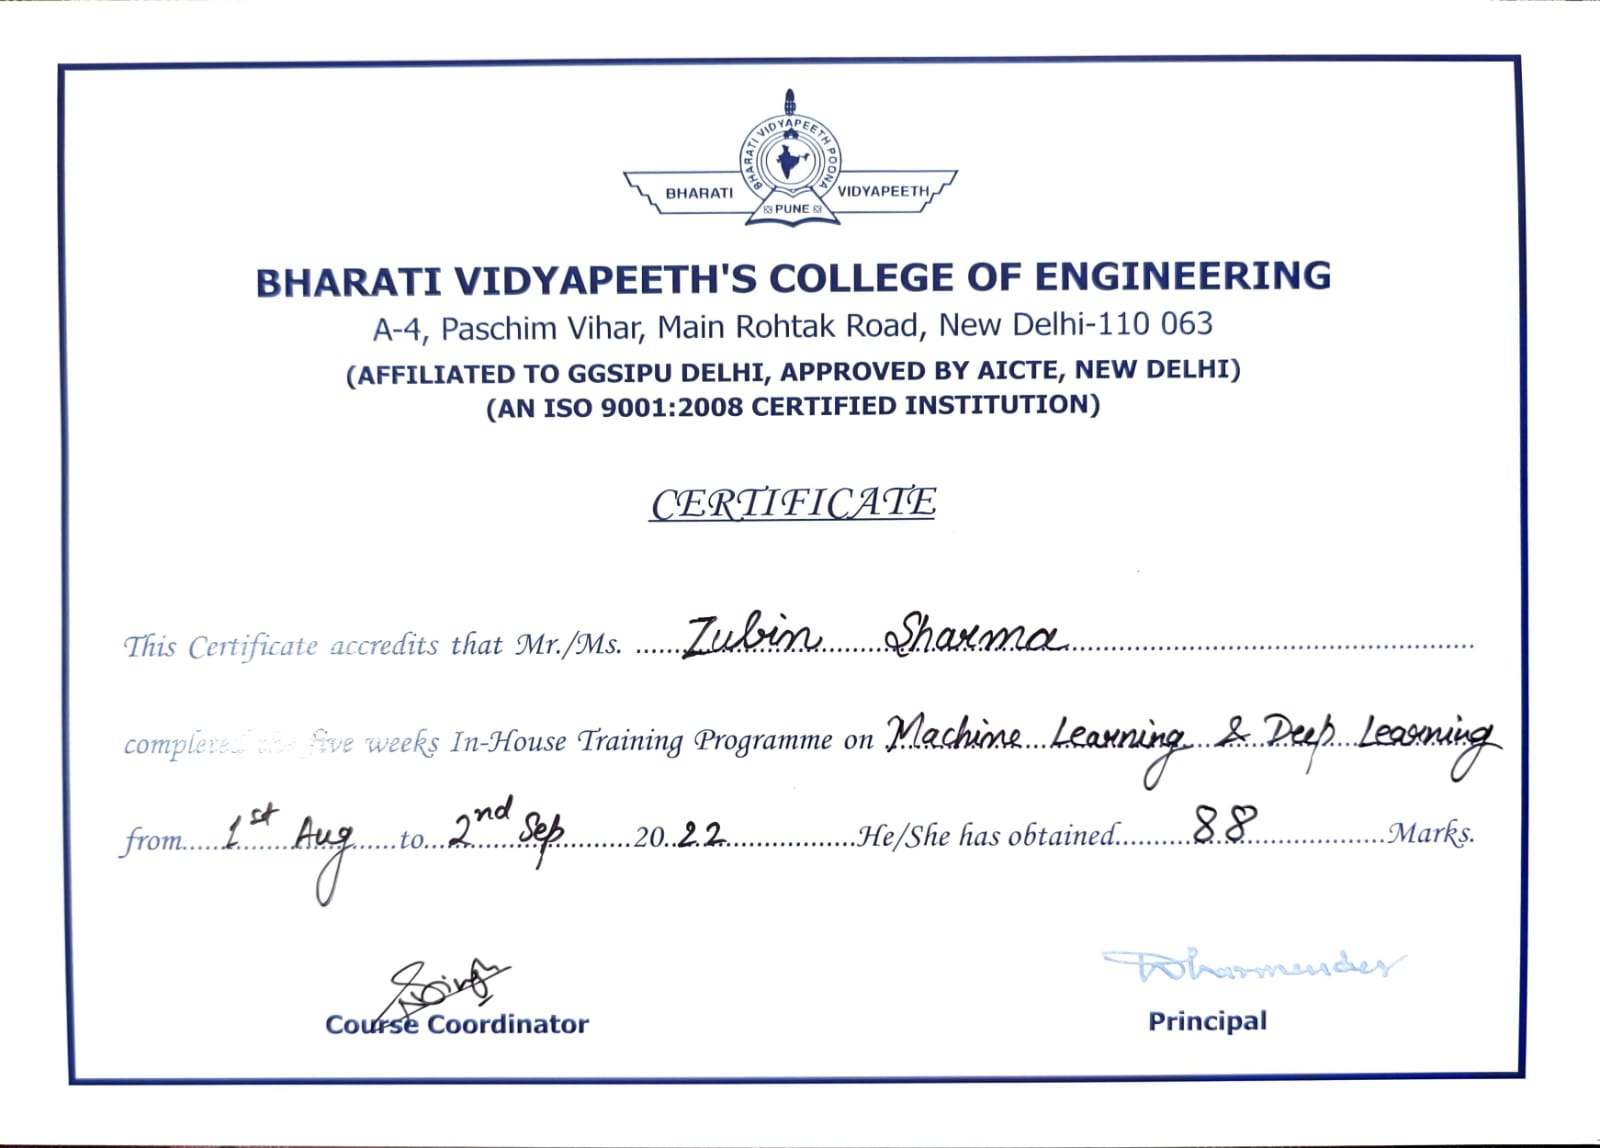 BHARATI VIDYAPEETH POONA
BHARATI VIDYAPEETH
PUNE
BHARATI VIDYAPEETH'S COLLEGE OF ENGINEERING
A-4, Paschim Vihar, Main Rohtak Road, New Delhi-110 063
(AFFILIATED TO GGSIPU DELHI, APPROVED BY AICTE, NEW DELHI)
(AN ISO 9001:2008 CERTIFIED INSTITUTION)
CERTIFICATE
This Certificate accredits that Mr./Ms. ......Zubin.......Sharma..............................
completed the five weeks In-House Training Programme on Machine Learning & Deep Learning
from.....1st Aug......to...2nd Sep.........20..22.................He/She has obtained..........88..................Marks.
Singh
Dharmender
Course Coordinator
Principal